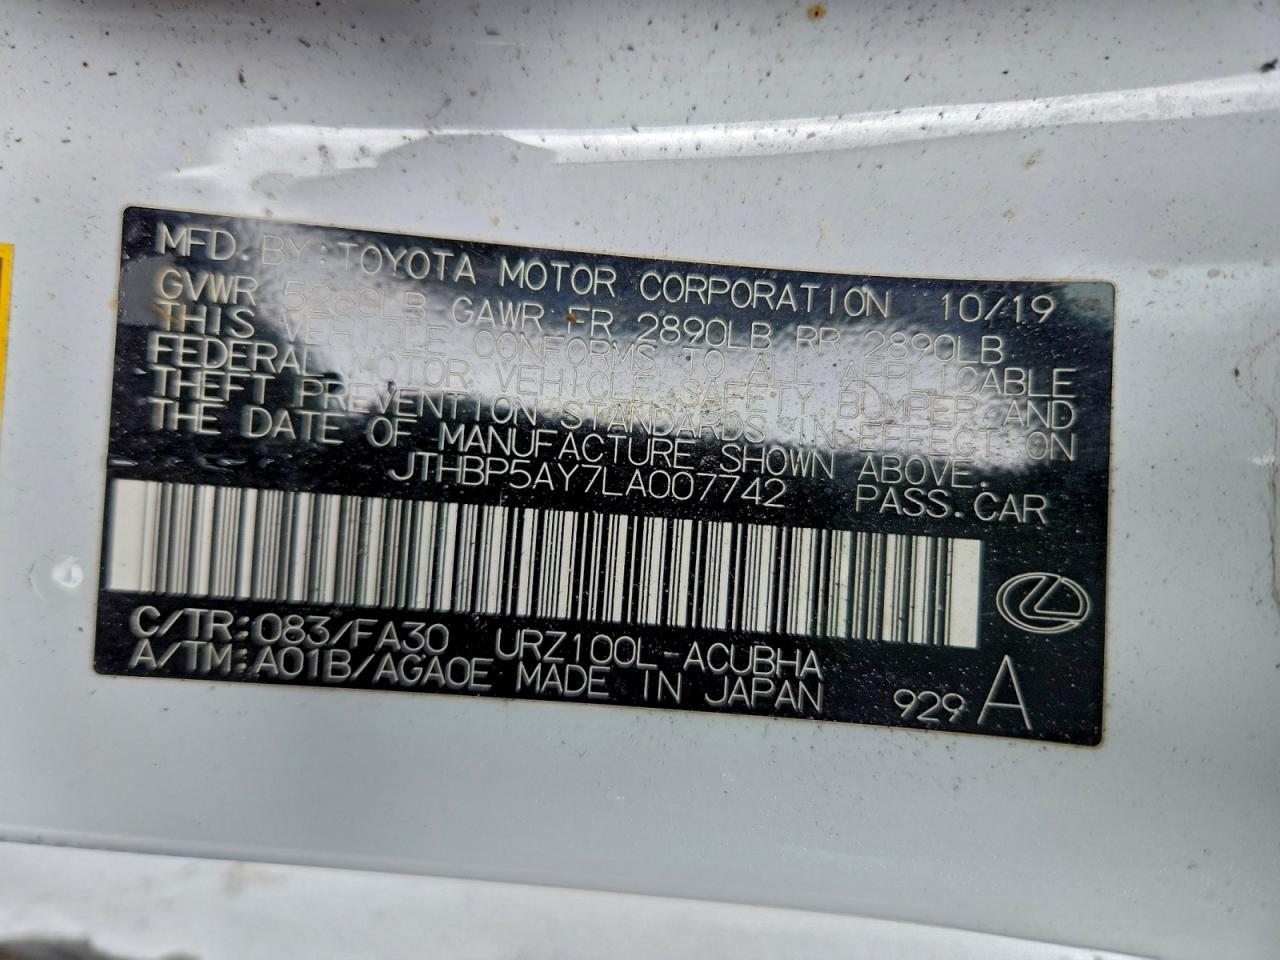 MFD. BY: TOYOTA MOTOR CORPORATION 10/19
GVWR 5260LB GAWR FR 2890LB RR 2890LB
THIS VEHICLE CONFORMS TO ALL APPLICABLE
FEDERAL MOTOR VEHICLE SAFETY, BUMPER AND
THEFT PREVENTION STANDARDS IN EFFECT ON
THE DATE OF MANUFACTURE SHOWN ABOVE.
JTHBP5AY7LA007742 PASS.CAR
C/TR:083/FA30 URZ100L-ACUBHA
A/TM:A01B/AGA0E MADE IN JAPAN 929 A